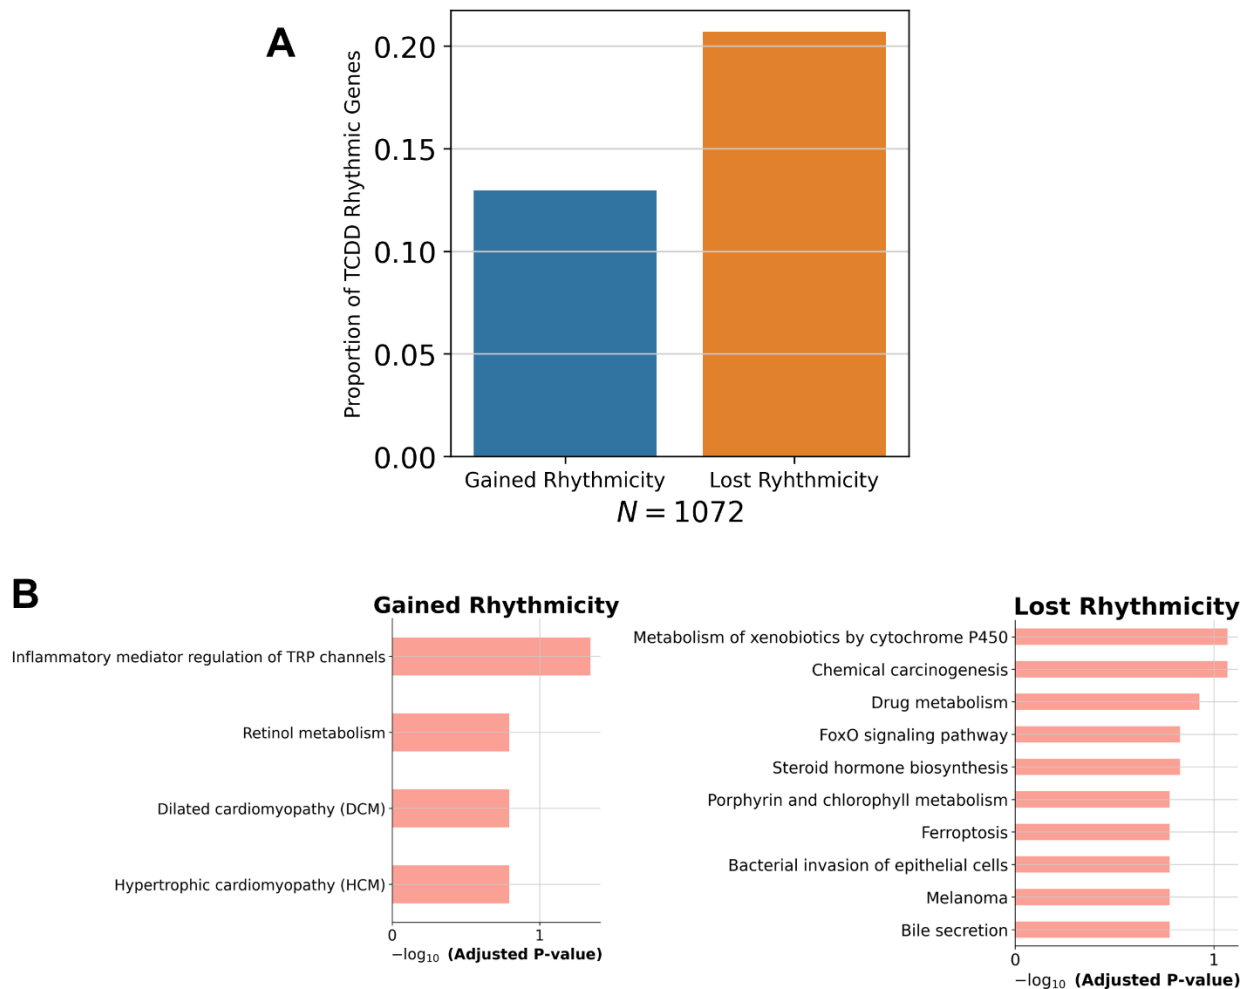 A
Proportion of TCDD Rhythmic Genes
0.20
0.15
0.10
0.05
0.00
Gained Rhythmicity
Lost Ryhthmicity
N = 1072
B
Gained Rhythmicity
Inflammatory mediator regulation of TRP channels
Retinol metabolism
Dilated cardiomyopathy (DCM)
Hypertrophic cardiomyopathy (HCM)
0
1
−log₁₀ (Adjusted P-value)
Lost Rhythmicity
Metabolism of xenobiotics by cytochrome P450
Chemical carcinogenesis
Drug metabolism
FoxO signaling pathway
Steroid hormone biosynthesis
Porphyrin and chlorophyll metabolism
Ferroptosis
Bacterial invasion of epithelial cells
Melanoma
Bile secretion
0
1
−log₁₀ (Adjusted P-value)